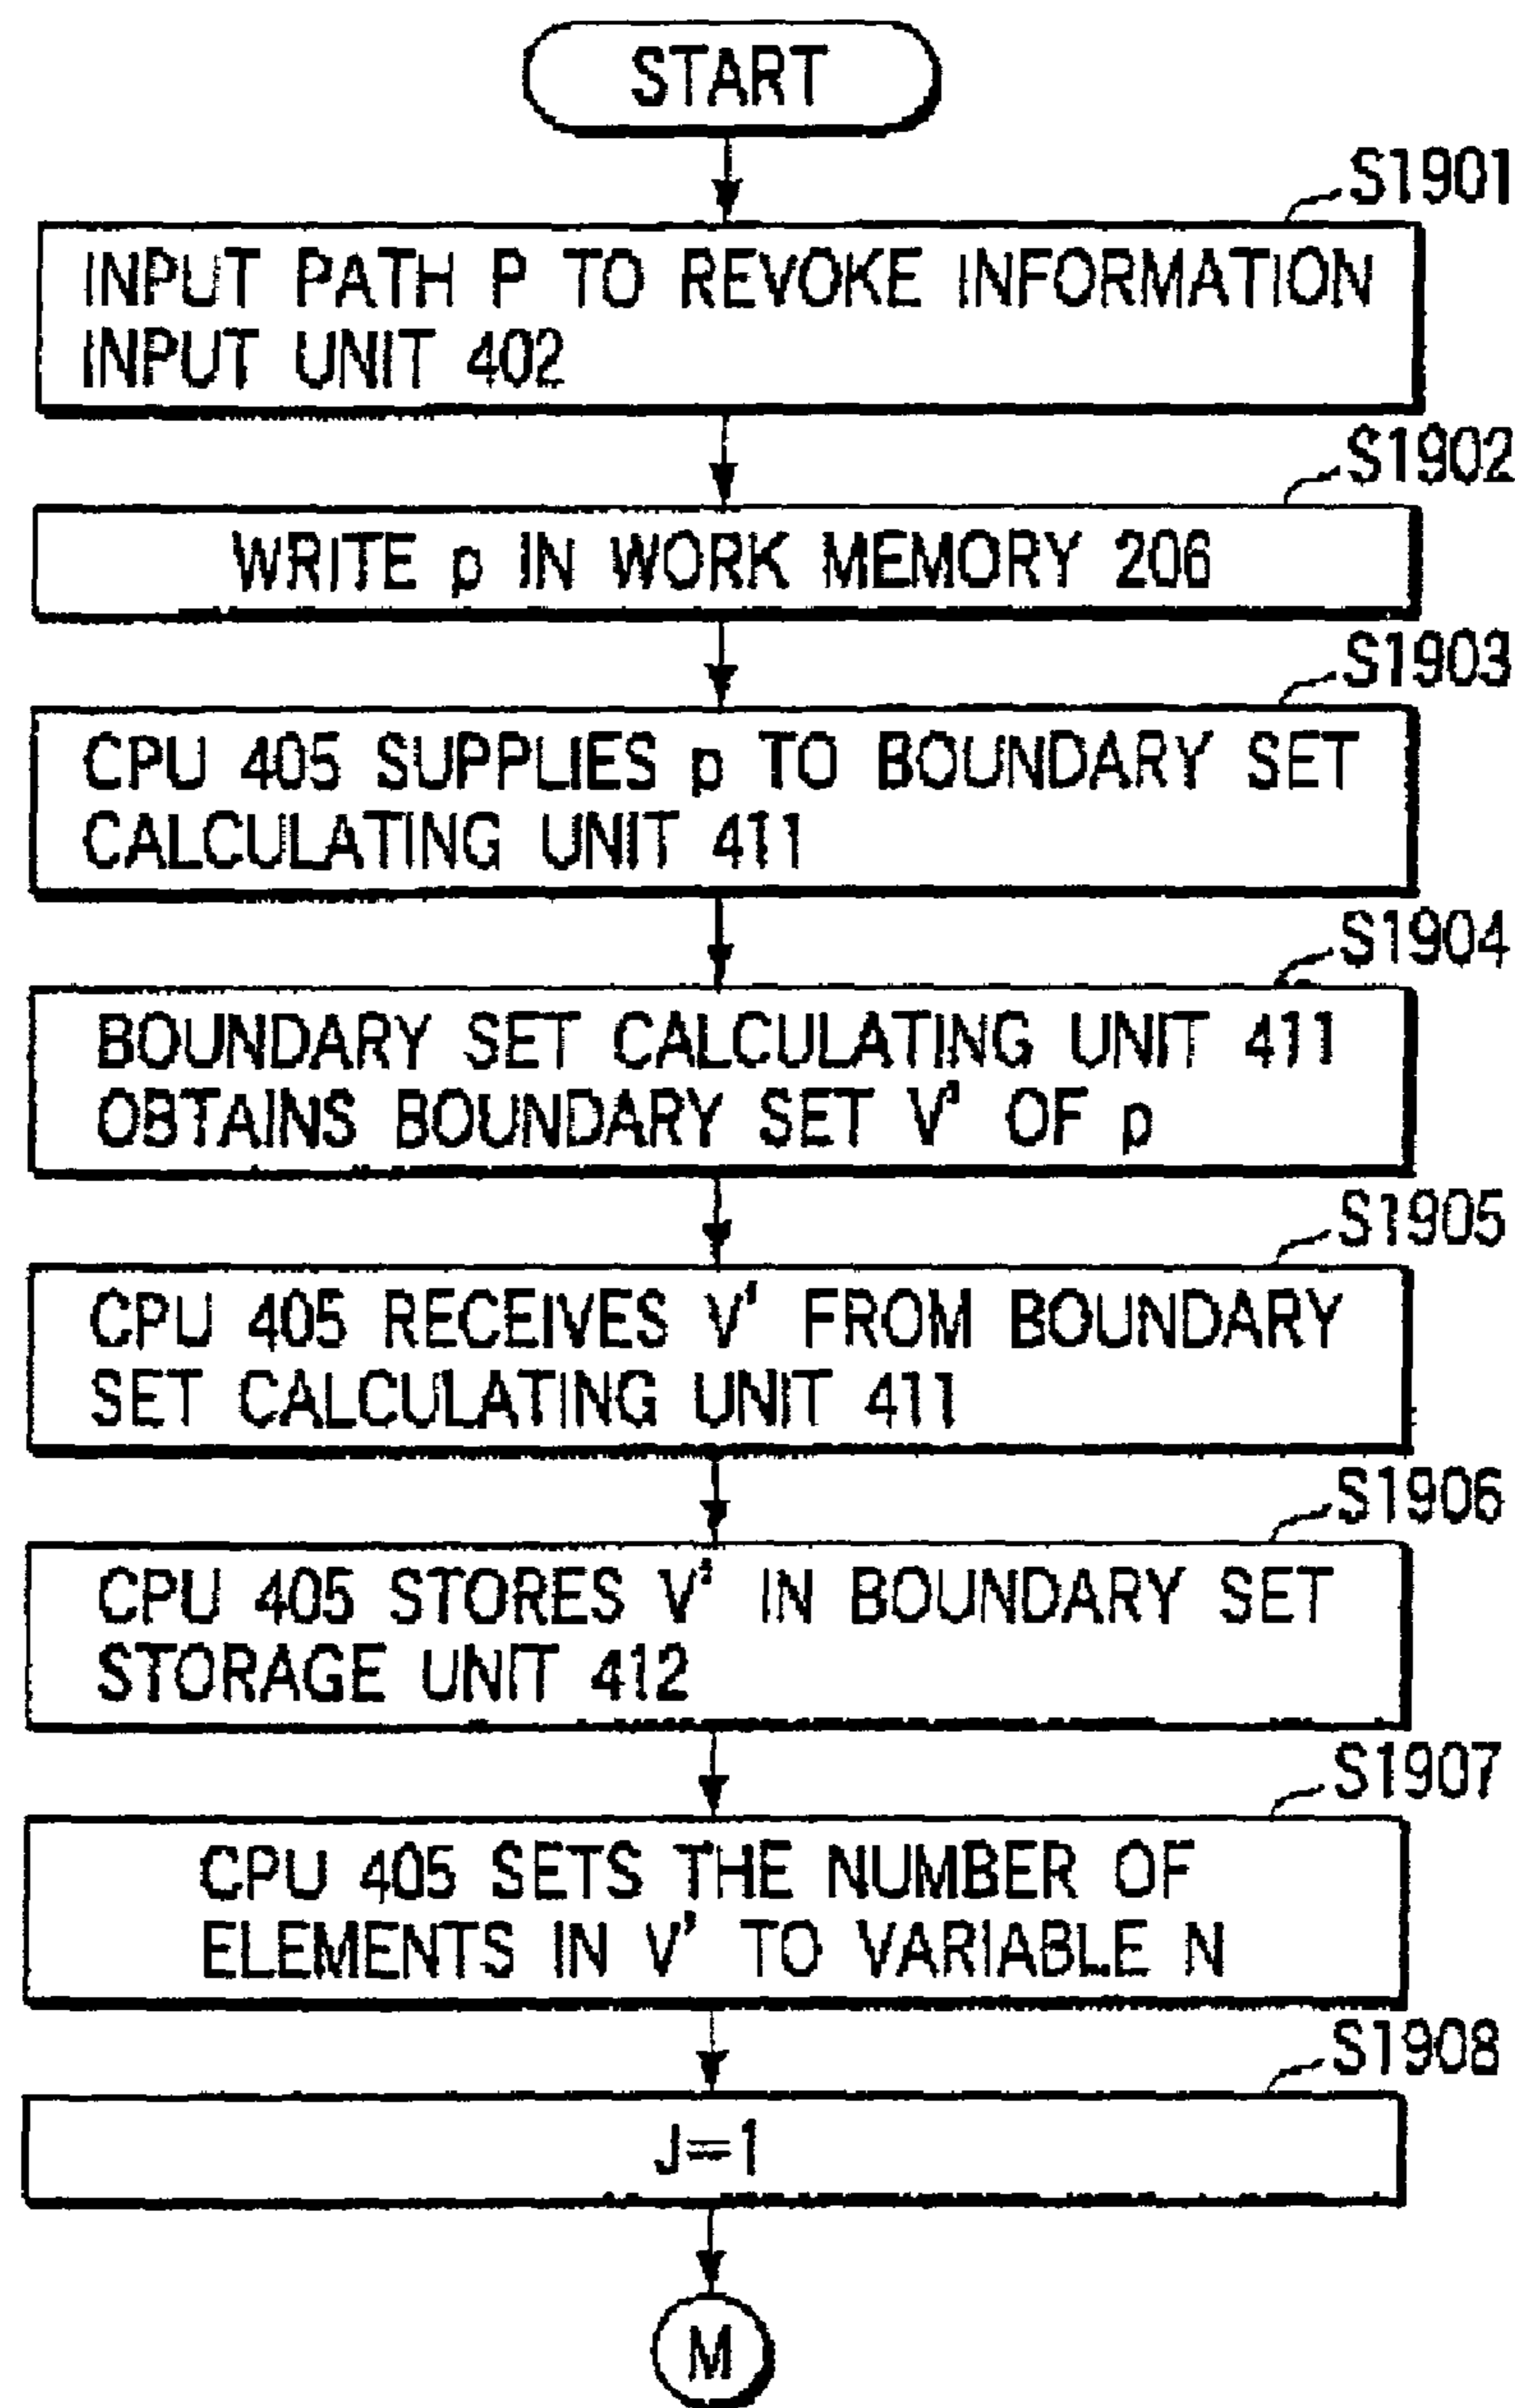 START
S1901
INPUT PATH P TO REVOKE INFORMATION
INPUT UNIT 402
S1902
WRITE p IN WORK MEMORY 206
S1903
CPU 405 SUPPLIES p TO BOUNDARY SET
CALCULATING UNIT 411
S1904
BOUNDARY SET CALCULATING UNIT 411
OBTAINS BOUNDARY SET V' OF p
S1905
CPU 405 RECEIVES V' FROM BOUNDARY
SET CALCULATING UNIT 411
S1906
CPU 405 STORES V' IN BOUNDARY SET
STORAGE UNIT 412
S1907
CPU 405 SETS THE NUMBER OF
ELEMENTS IN V' TO VARIABLE N
S1908
J=1
M